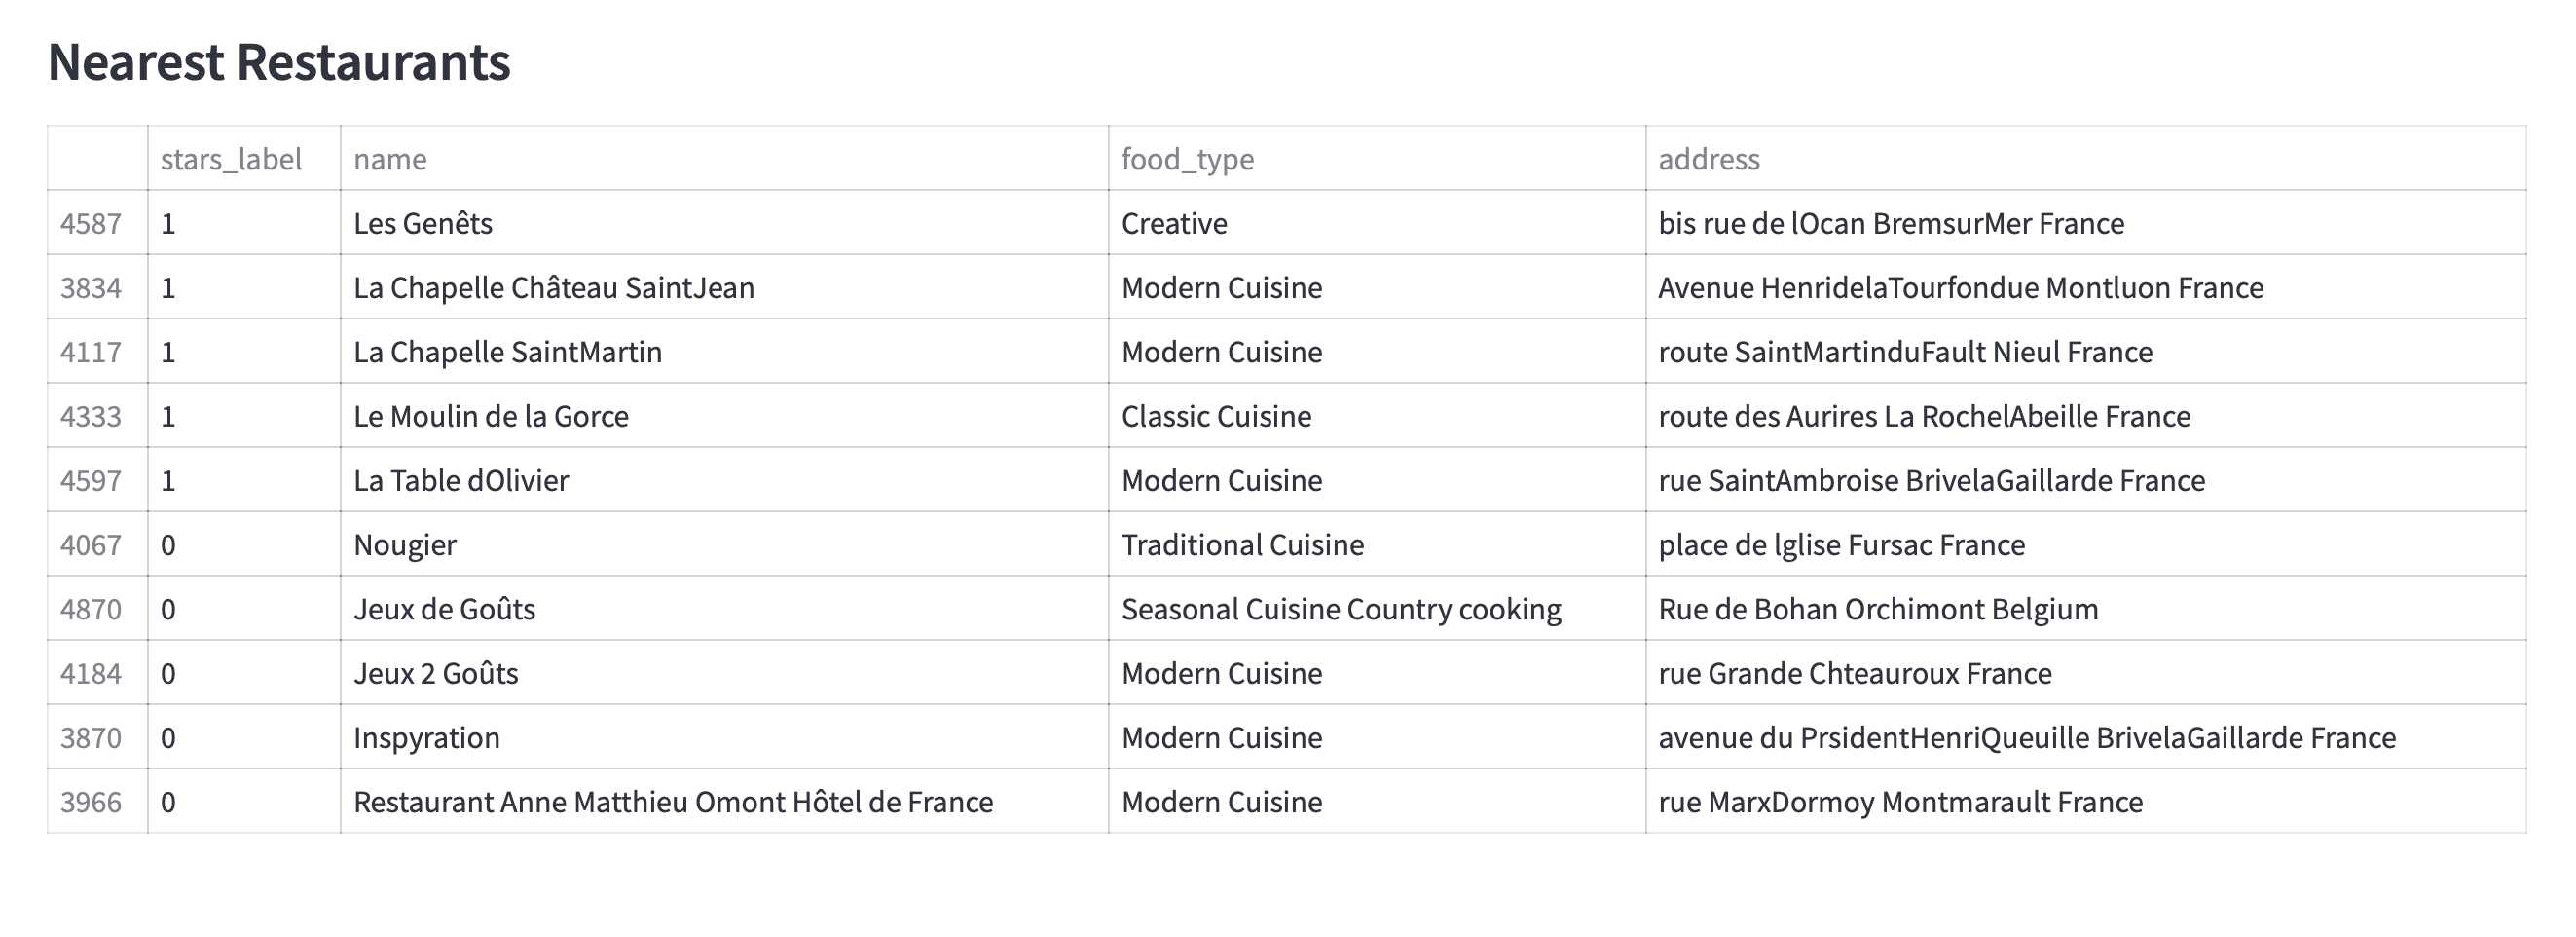 Nearest Restaurants
stars_label name food_type address
4587 1 Les Genêts Creative bis rue de lOcan BremsurMer France
3834 1 La Chapelle Château SaintJean Modern Cuisine Avenue HenridelaTourfondue Montluon France
4117 1 La Chapelle SaintMartin Modern Cuisine route SaintMartinduFault Nieul France
4333 1 Le Moulin de la Gorce Classic Cuisine route des Aurires La RochelAbeille France
4597 1 La Table dOlivier Modern Cuisine rue SaintAmbroise BrivelaGaillarde France
4067 0 Nougier Traditional Cuisine place de lglise Fursac France
4870 0 Jeux de Goûts Seasonal Cuisine Country cooking Rue de Bohan Orchimont Belgium
4184 0 Jeux 2 Goûts Modern Cuisine rue Grande Chteauroux France
3870 0 Inspyration Modern Cuisine avenue du PrsidentHenriQueuille BrivelaGaillarde France
3966 0 Restaurant Anne Matthieu Omont Hôtel de France Modern Cuisine rue MarxDormoy Montmarault France